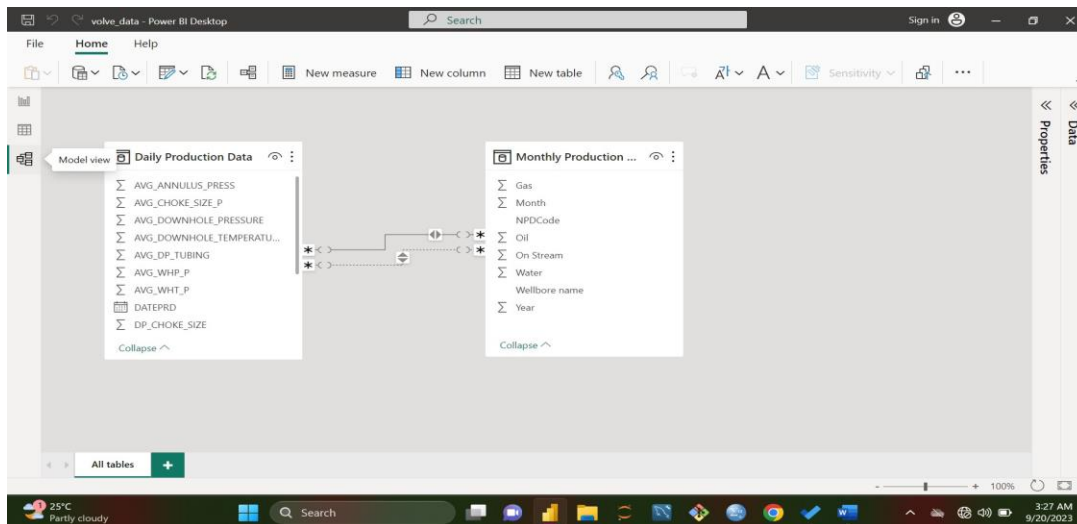 volve_data - Power BI Desktop
Search
Sign in
File Home Help
New measure New column New table Sensitivity
Model view
Daily Production Data
AVG_ANNULUS_PRESS
AVG_CHOKE_SIZE_P
AVG_DOWNHOLE_PRESSURE
AVG_DOWNHOLE_TEMPERATU...
AVG_DP_TUBING
AVG_WHP_P
AVG_WHT_P
DATEPRD
DP_CHOKE_SIZE
Collapse
Monthly Production ...
Gas
Month
NPDCode
Oil
On Stream
Water
Wellbore name
Year
Collapse
Properties
Data
All tables
100%
1
25°C
Partly cloudy
Search
3:27 AM
9/20/2023